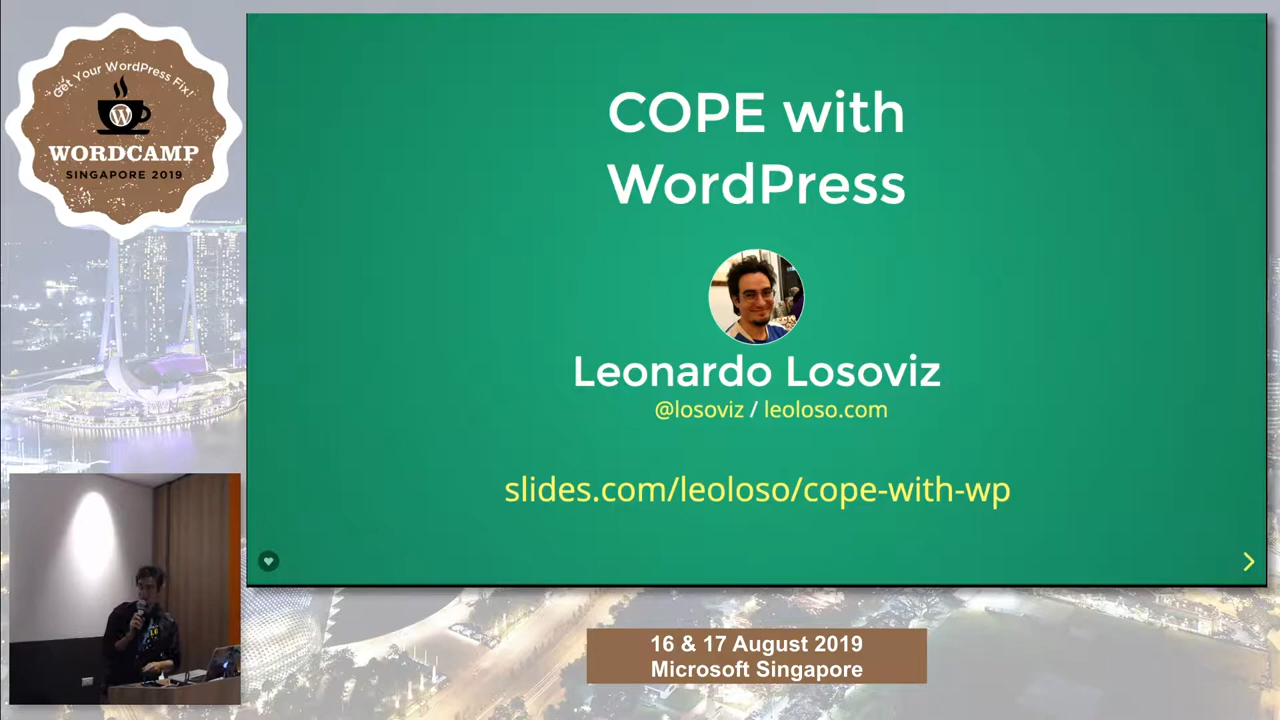 Get Your WordPress Fix!
WORDCAMP
SINGAPORE 2019
COPE with
WordPress
Leonardo Losoviz
@losoviz / leoloso.com
slides.com/leoloso/cope-with-wp
16 & 17 August 2019
Microsoft Singapore